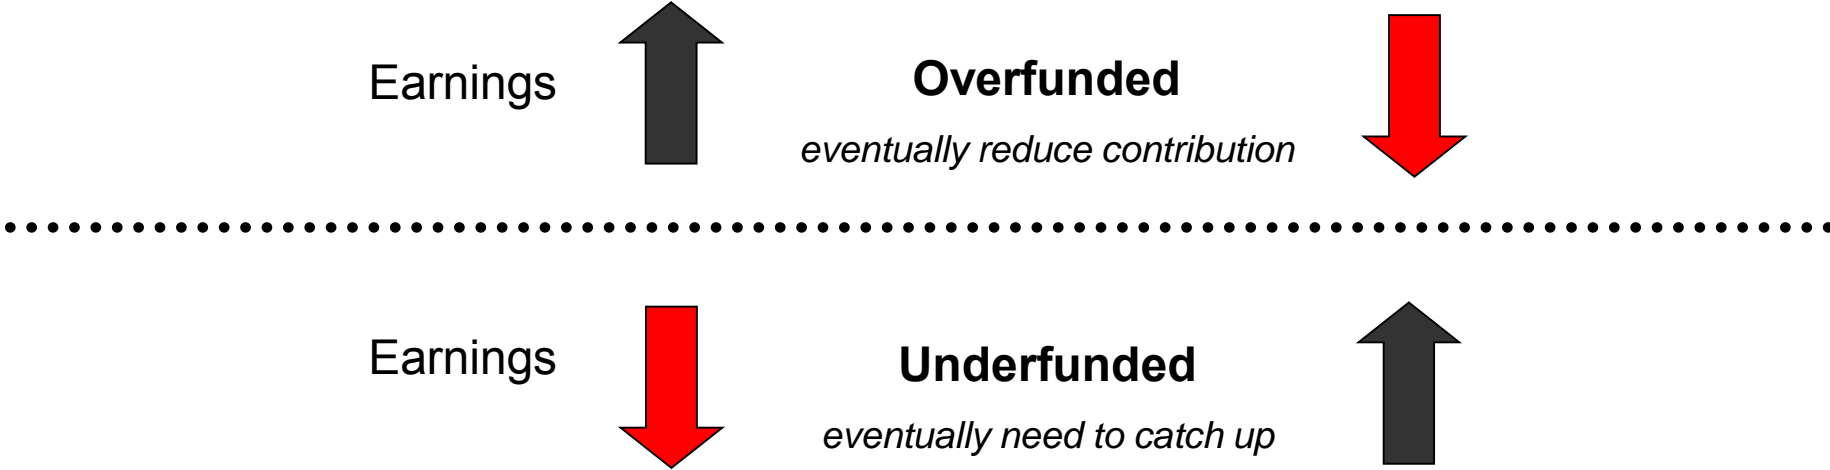 Earnings
Overfunded
eventually reduce contribution
Earnings
Underfunded
eventually need to catch up